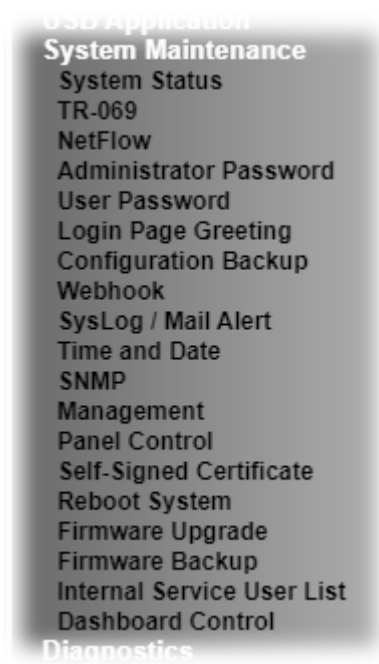 USB Application
System Maintenance
System Status
TR-069
NetFlow
Administrator Password
User Password
Login Page Greeting
Configuration Backup
Webhook
SysLog / Mail Alert
Time and Date
SNMP
Management
Panel Control
Self-Signed Certificate
Reboot System
Firmware Upgrade
Firmware Backup
Internal Service User List
Dashboard Control
Diagnostics